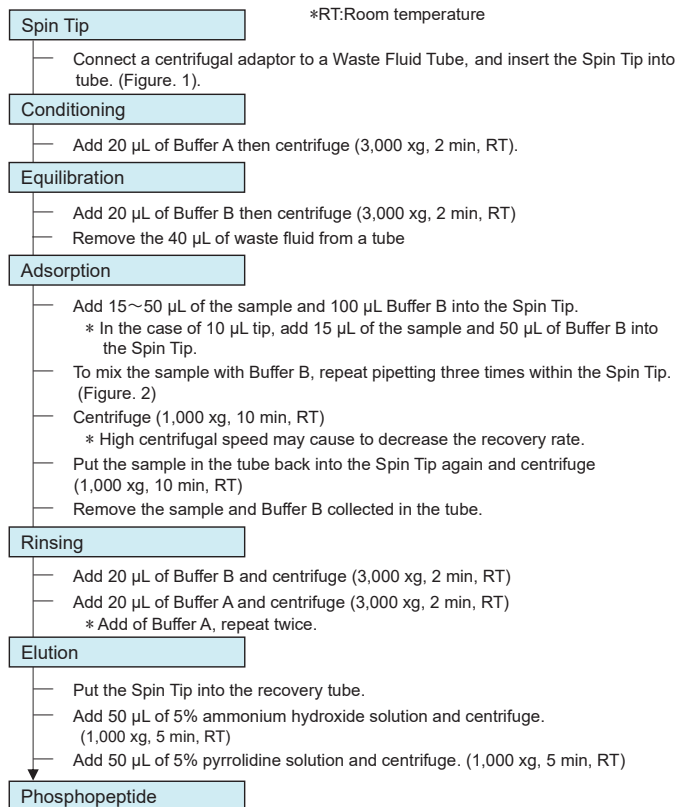 *RT:Room temperature
Spin Tip
Connect a centrifugal adaptor to a Waste Fluid Tube, and insert the Spin Tip into
tube. (Figure. 1).
Conditioning
Add 20 µL of Buffer A then centrifuge (3,000 xg, 2 min, RT).
Equilibration
Add 20 µL of Buffer B then centrifuge (3,000 xg, 2 min, RT)
Remove the 40 µL of waste fluid from a tube
Adsorption
Add 15～50 µL of the sample and 100 µL Buffer B into the Spin Tip.
* In the case of 10 µL tip, add 15 µL of the sample and 50 µL of Buffer B into
the Spin Tip.
To mix the sample with Buffer B, repeat pipetting three times within the Spin Tip.
(Figure. 2)
Centrifuge (1,000 xg, 10 min, RT)
* High centrifugal speed may cause to decrease the recovery rate.
Put the sample in the tube back into the Spin Tip again and centrifuge
(1,000 xg, 10 min, RT)
Remove the sample and Buffer B collected in the tube.
Rinsing
Add 20 µL of Buffer B and centrifuge (3,000 xg, 2 min, RT)
Add 20 µL of Buffer A and centrifuge (3,000 xg, 2 min, RT)
* Add of Buffer A, repeat twice.
Elution
Put the Spin Tip into the recovery tube.
Add 50 µL of 5% ammonium hydroxide solution and centrifuge.
(1,000 xg, 5 min, RT)
Add 50 µL of 5% pyrrolidine solution and centrifuge. (1,000 xg, 5 min, RT)
Phosphopeptide